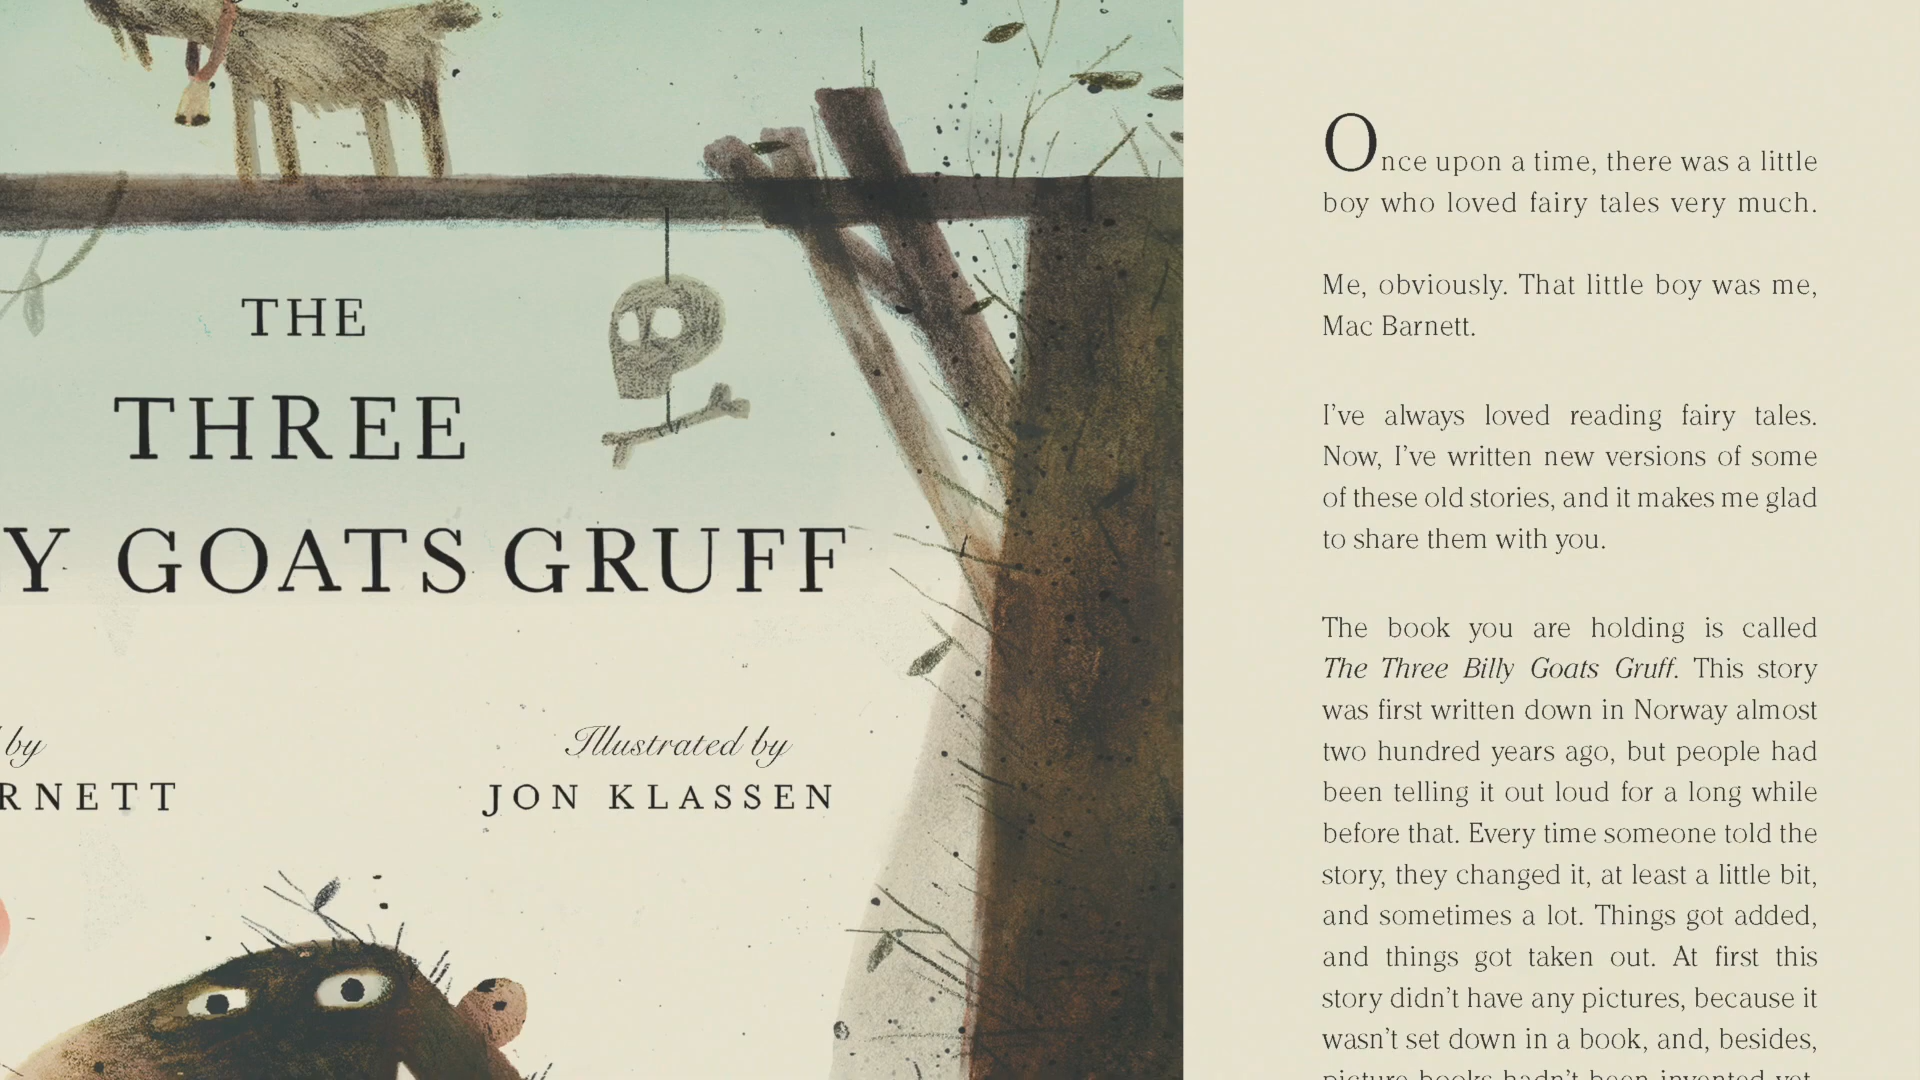 THE
THREE
Y GOATS GRUFF
by
RNETT
Illustrated by
JON KLASSEN
Once upon a time, there was a little
boy who loved fairy tales very much.
Me, obviously. That little boy was me,
Mac Barnett.
I’ve always loved reading fairy tales.
Now, I’ve written new versions of some
of these old stories, and it makes me glad
to share them with you.
The book you are holding is called
The Three Billy Goats Gruff. This story
was first written down in Norway almost
two hundred years ago, but people had
been telling it out loud for a long while
before that. Every time someone told the
story, they changed it, at least a little bit,
and sometimes a lot. Things got added,
and things got taken out. At first this
story didn’t have any pictures, because it
wasn’t set down in a book, and, besides,
picture books hadn’t been invented yet.